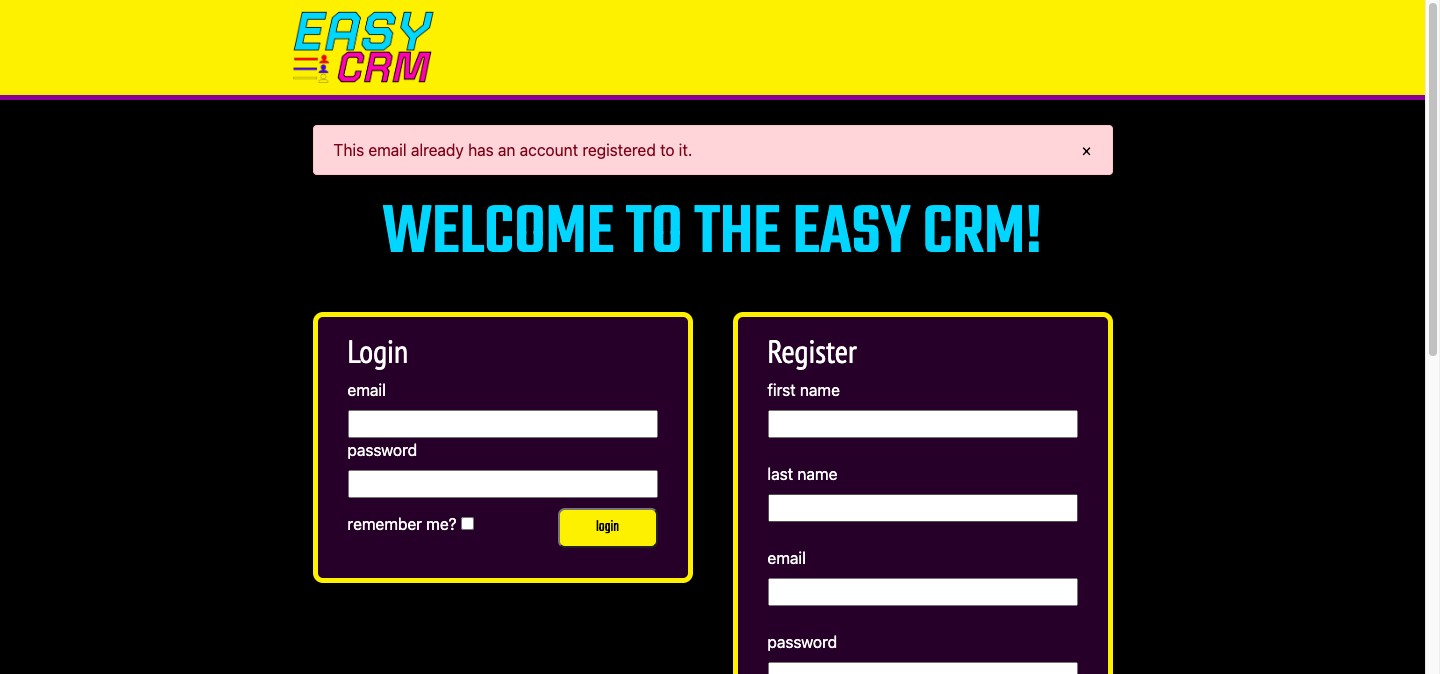 EASY
CRM
This email already has an account registered to it.
×
WELCOME TO THE EASY CRM!
Login
email
password
remember me?
login
Register
first name
last name
email
password